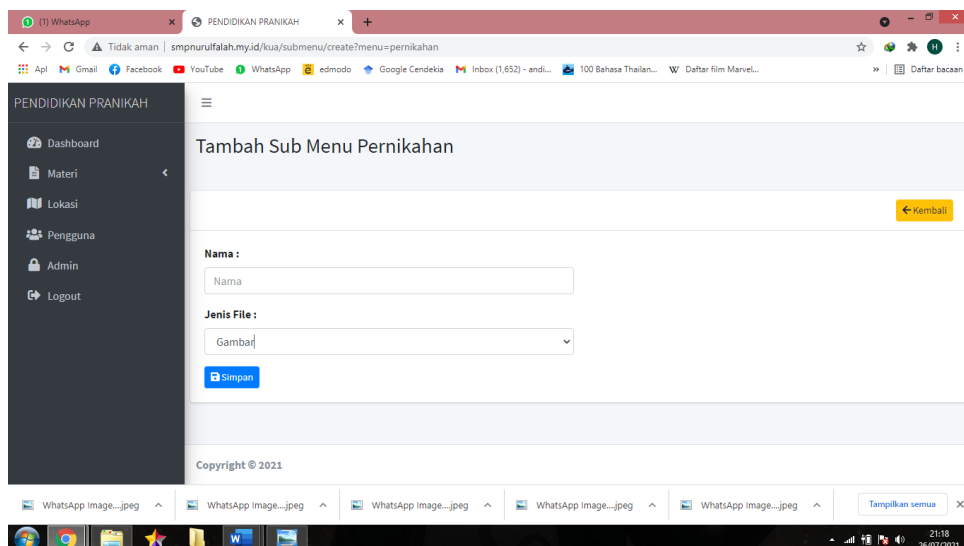 (1) WhatsApp
PENDIDIKAN PRANIKAH
Tidak aman | smpnurulfalah.my.id/kua/submenu/create?menu=pernikahan
H
Apl Gmail Facebook YouTube WhatsApp edmodo Google Cendekia Inbox (1,652) - andi... 100 Bahasa Thailan... W Daftar film Marvel... » Daftar bacaan
PENDIDIKAN PRANIKAH
Dashboard
Materi
Lokasi
Pengguna
Admin
Logout
Tambah Sub Menu Pernikahan
Kembali
Nama :
Nama
Jenis File :
Gambar
Simpan
Copyright © 2021
WhatsApp Image....jpeg WhatsApp Image....jpeg WhatsApp Image....jpeg WhatsApp Image....jpeg WhatsApp Image....jpeg Tampilkan semua
21:18
26/07/2021